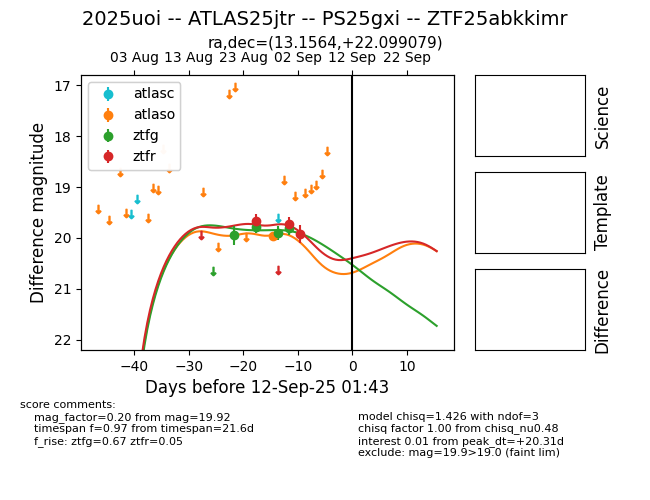 2025uoi -- ATLAS25jtr -- PS25gxi -- ZTF25abkkimr
ra,dec=(13.1564,+22.099079)
03 Aug 13 Aug 23 Aug 02 Sep 12 Sep 22 Sep
17
18
19
20
21
22
Difference magnitude
atlasc
atlaso
ztfg
ztfr
−40 −30 −20 −10 0 10
Days before 12-Sep-25 01:43
Science
Template
Difference
score comments:
mag_factor=0.20 from mag=19.92
timespan f=0.97 from timespan=21.6d
f_rise: ztfg=0.67 ztfr=0.05
model chisq=1.426 with ndof=3
chisq factor 1.00 from chisq_nu0.48
interest 0.01 from peak_dt=+20.31d
exclude: mag=19.9>19.0 (faint lim)